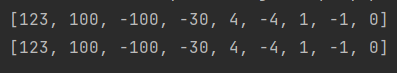 [123, 100, -100, -30, 4, -4, 1, -1, 0]
[123, 100, -100, -30, 4, -4, 1, -1, 0]